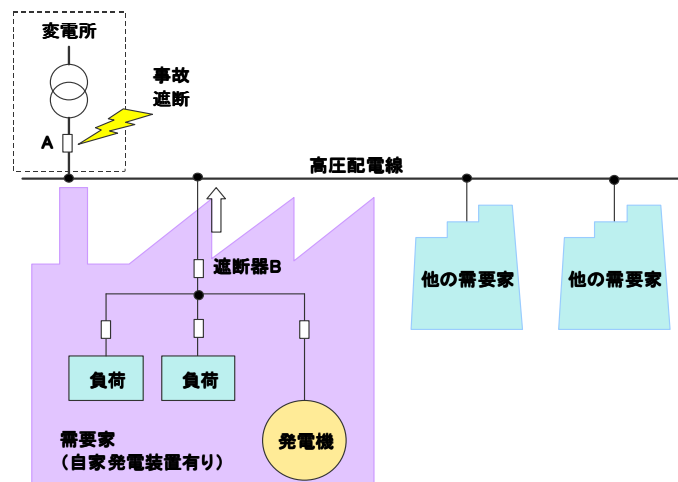 変電所
事故
遮断
A
高圧配電線
遮断器B
他の需要家
他の需要家
負荷
負荷
発電機
需要家
（自家発電装置有り）